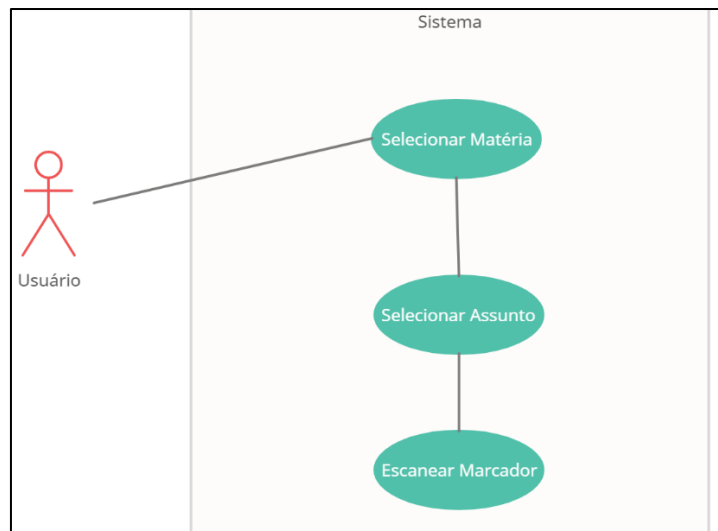 Sistema
Selecionar Matéria
Usuário
Selecionar Assunto
Escanear Marcador